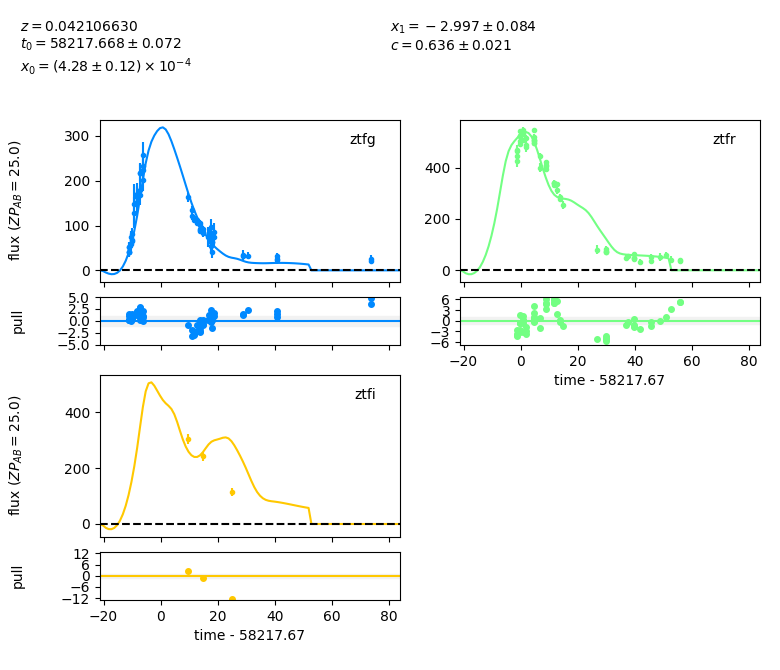 z = 0.042106630
t₀ = 58217.668 ± 0.072
x₀ = (4.28 ± 0.12) × 10⁻⁴
x₁ = −2.997 ± 0.084
c = 0.636 ± 0.021
flux (ZP_AB = 25.0)
300
200
100
0
ztfg
400
200
0
ztfr
pull
5.0
2.5
0.0
−2.5
−5.0
6
3
0
−3
−6
−20 0 20 40 60 80
time - 58217.67
flux (ZP_AB = 25.0)
400
200
0
ztfi
pull
12
6
0
−6
−12
−20 0 20 40 60 80
time - 58217.67